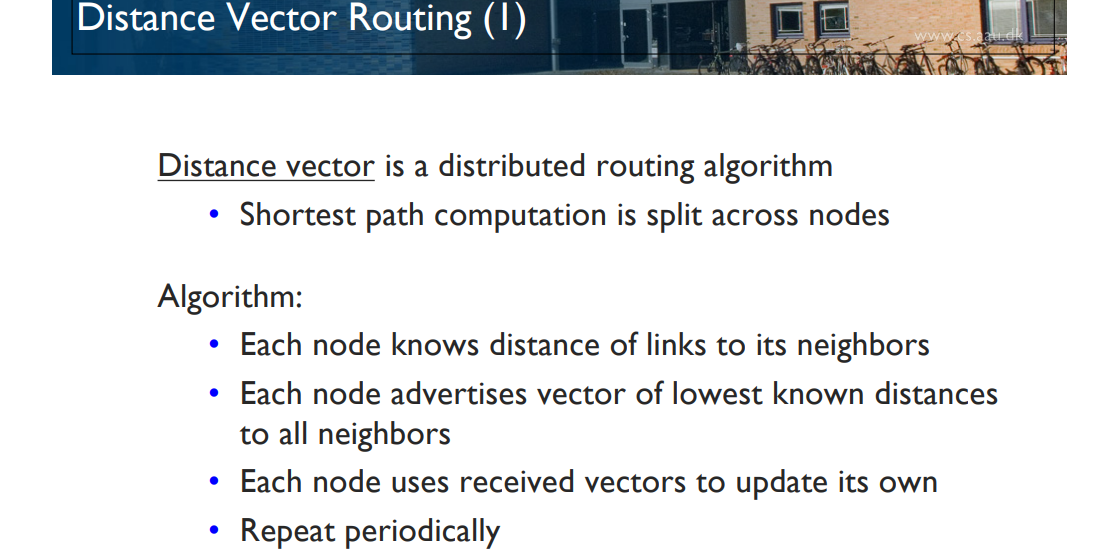 Distance Vector Routing (1)
www.cs.aau.dk
Distance vector is a distributed routing algorithm
• Shortest path computation is split across nodes
Algorithm:
• Each node knows distance of links to its neighbors
• Each node advertises vector of lowest known distances
to all neighbors
• Each node uses received vectors to update its own
• Repeat periodically